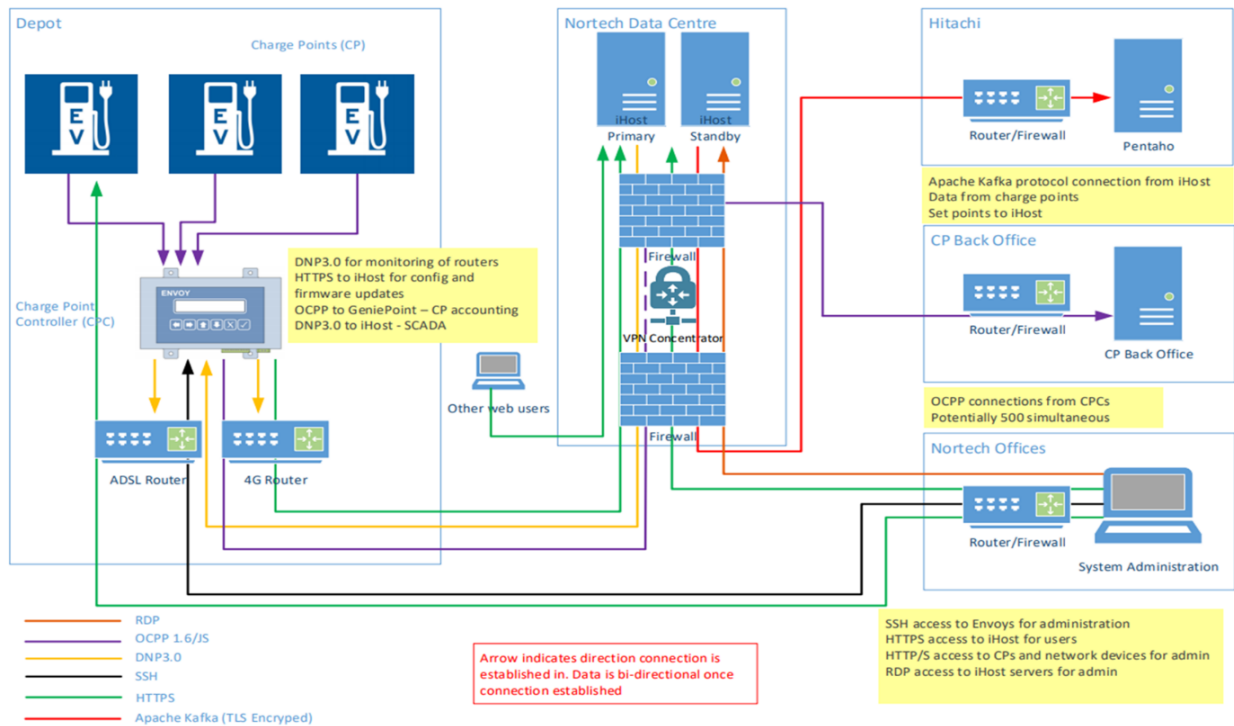 Depot
Charge Points (CP)
EV
EV
EV
Charge Point
Controller (CPC)
ENVOY
DNP3.0 for monitoring of routers
HTTPS to iHost for config and
firmware updates
OCPP to GeniePoint – CP accounting
DNP3.0 to iHost - SCADA
ADSL Router
4G Router
Other web users
Nortech Data Centre
iHost
Primary
iHost
Standby
Firewall
VPN Concentrator
Firewall
Hitachi
Router/Firewall
Pentaho
Apache Kafka protocol connection from iHost
Data from charge points
Set points to iHost
CP Back Office
Router/Firewall
CP Back Office
OCPP connections from CPCs
Potentially 500 simultaneous
Nortech Offices
Router/Firewall
System Administration
SSH access to Envoys for administration
HTTPS access to iHost for users
HTTP/S access to CPs and network devices for admin
RDP access to iHost servers for admin
RDP
OCPP 1.6/JS
DNP3.0
SSH
HTTPS
Apache Kafka (TLS Encryped)
Arrow indicates direction connection is
established in. Data is bi-directional once
connection established